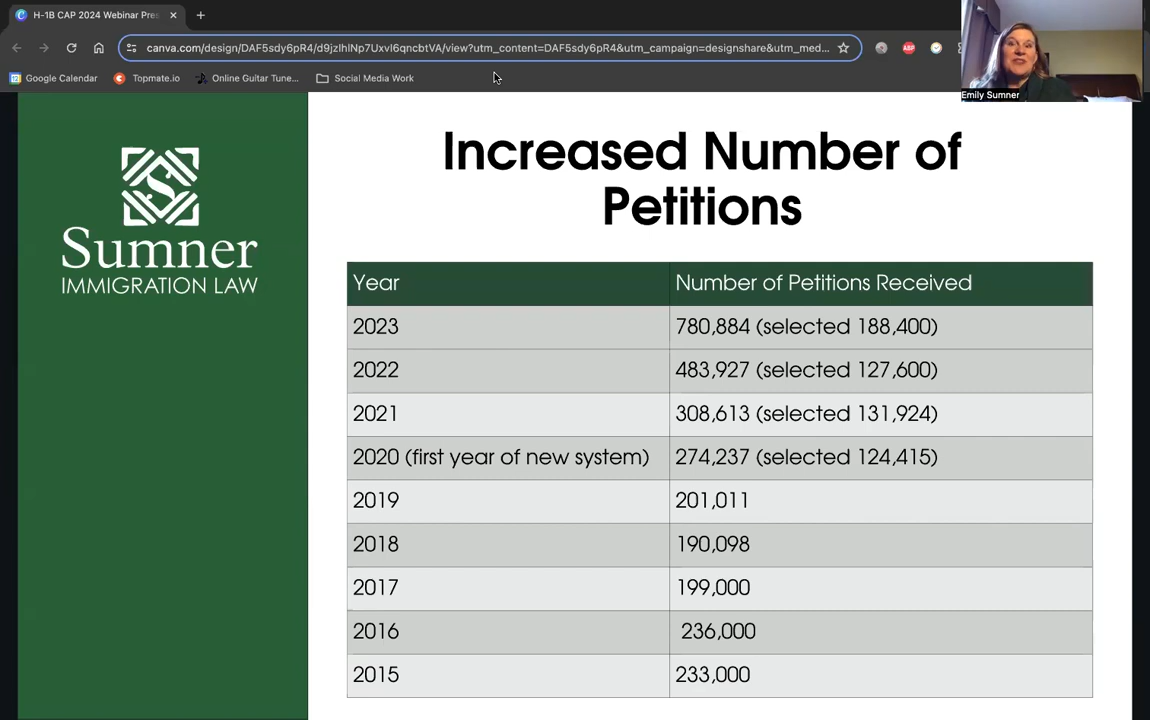 H-1B CAP 2024 Webinar Pres
canva.com/design/DAF5sdy6pR4/d9jzIhlNp7UxvI6qncbtVA/view?utm_content=DAF5sdy6pR4&utm_campaign=designshare&utm_med...
Google Calendar
Topmate.io
Online Guitar Tune...
Social Media Work
ABP
Emily Sumner
S
Sumner
IMMIGRATION LAW
Increased Number of
Petitions
Year Number of Petitions Received
2023 780,884 (selected 188,400)
2022 483,927 (selected 127,600)
2021 308,613 (selected 131,924)
2020 (first year of new system) 274,237 (selected 124,415)
2019 201,011
2018 190,098
2017 199,000
2016 236,000
2015 233,000